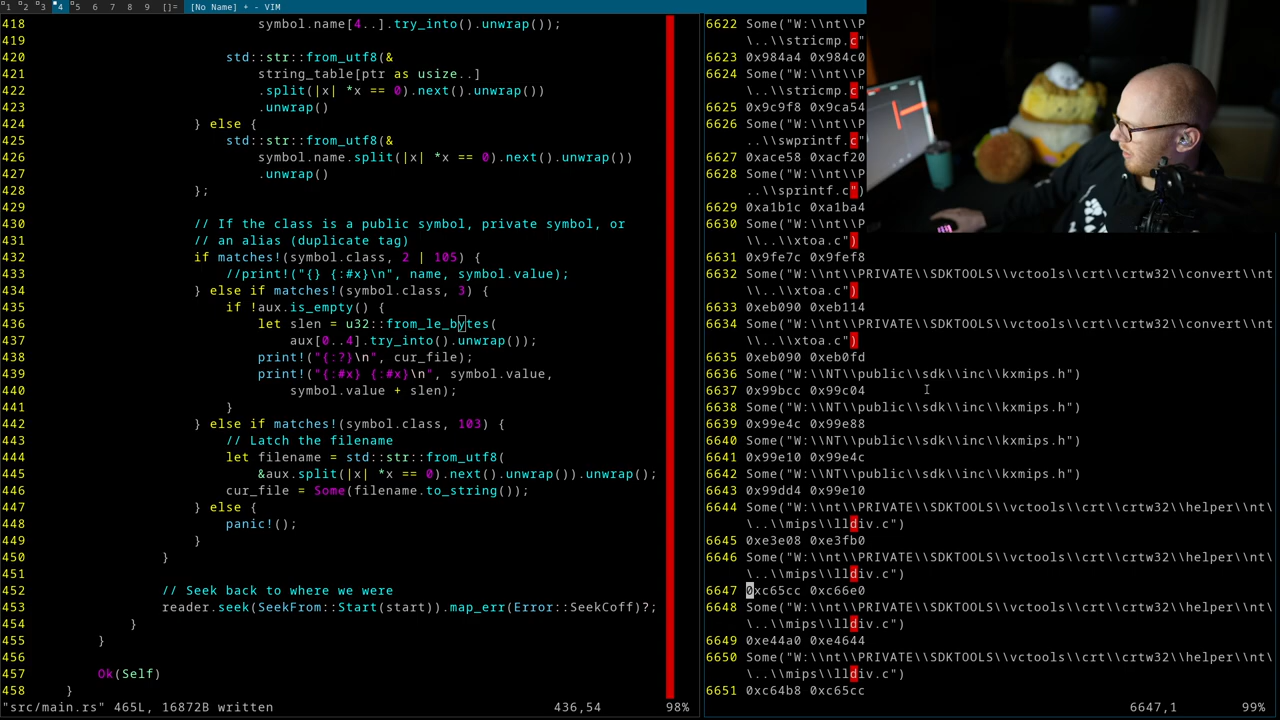 1 2 3 4 5 6 7 8 9 []= [No Name] + - VIM
418 symbol.name[4..].try_into().unwrap());
419
420 std::str::from_utf8(&
421 string_table[ptr as usize..]
422 .split(|x| *x == 0).next().unwrap())
423 .unwrap()
424 } else {
425 std::str::from_utf8(&
426 symbol.name.split(|x| *x == 0).next().unwrap())
427 .unwrap()
428 };
429
430 // If the class is a public symbol, private symbol, or
431 // an alias (duplicate tag)
432 if matches!(symbol.class, 2 | 105) {
433 //print!("{} {:#x}\n", name, symbol.value);
434 } else if matches!(symbol.class, 3) {
435 if !aux.is_empty() {
436 let slen = u32::from_le_bytes(
437 aux[0..4].try_into().unwrap());
438 print!("{:?}\n", cur_file);
439 print!("{:#x} {:#x}\n", symbol.value,
440 symbol.value + slen);
441 }
442 } else if matches!(symbol.class, 103) {
443 // Latch the filename
444 let filename = std::str::from_utf8(
445 &aux.split(|x| *x == 0).next().unwrap()).unwrap();
446 cur_file = Some(filename.to_string());
447 } else {
448 panic!();
449 }
450 }
451
452 // Seek back to where we were
453 reader.seek(SeekFrom::Start(start)).map_err(Error::SeekCoff)?;
454 }
455 }
456
457 Ok(Self)
458 }
"src/main.rs" 465L, 16872B written 436,54 98%
6622 Some("W:\\nt\\P
\..\\stricmp.c"
6623 0x984a4 0x984c0
6624 Some("W:\\nt\\P
\..\\stricmp.c"
6625 0x9c9f8 0x9ca54
6626 Some("W:\\nt\\P
..\\swprintf.c"
6627 0xace58 0xacf20
6628 Some("W:\\nt\\P
..\\sprintf.c")
6629 0xa1b1c 0xa1ba4
6630 Some("W:\\nt\\P
\\..\\xtoa.c")
6631 0x9fe7c 0x9fef8
6632 Some("W:\\nt\\PRIVATE\\SDKTOOLS\\vctools\\crt\\crtw32\\convert\\nt
\\..\\xtoa.c")
6633 0xeb090 0xeb114
6634 Some("W:\\nt\\PRIVATE\\SDKTOOLS\\vctools\\crt\\crtw32\\convert\\nt
\\..\\xtoa.c")
6635 0xeb090 0xeb0fd
6636 Some("W:\\NT\\public\\sdk\\inc\\kxmips.h")
6637 0x99bcc 0x99c04
6638 Some("W:\\NT\\public\\sdk\\inc\\kxmips.h")
6639 0x99e4c 0x99e88
6640 Some("W:\\NT\\public\\sdk\\inc\\kxmips.h")
6641 0x99e10 0x99e4c
6642 Some("W:\\NT\\public\\sdk\\inc\\kxmips.h")
6643 0x99dd4 0x99e10
6644 Some("W:\\nt\\PRIVATE\\SDKTOOLS\\vctools\\crt\\crtw32\\helper\\nt\
\..\\mips\\lldiv.c")
6645 0xe3e08 0xe3fb0
6646 Some("W:\\nt\\PRIVATE\\SDKTOOLS\\vctools\\crt\\crtw32\\helper\\nt\
\..\\mips\\lldiv.c")
6647 0xc65cc 0xc66e0
6648 Some("W:\\nt\\PRIVATE\\SDKTOOLS\\vctools\\crt\\crtw32\\helper\\nt\
\..\\mips\\lldiv.c")
6649 0xe44a0 0xe4644
6650 Some("W:\\nt\\PRIVATE\\SDKTOOLS\\vctools\\crt\\crtw32\\helper\\nt\
\..\\mips\\lldiv.c")
6651 0xc64b8 0xc65cc
6647,1 99%